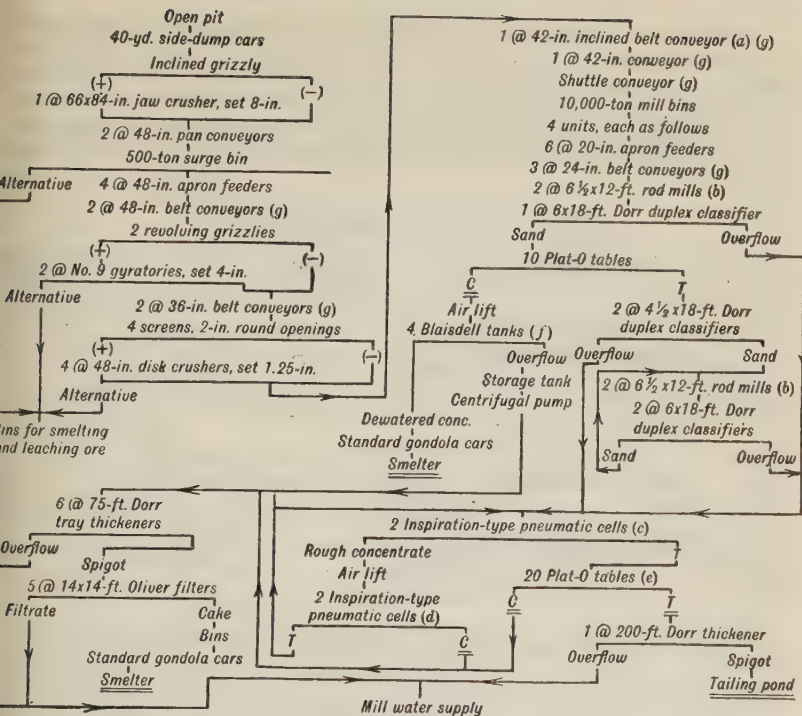 Open pit
40-yd. side-dump cars
Inclined grizzly
(+)
(-)
1 @ 66x84-in. jaw crusher, set 8-in.
2 @ 48-in. pan conveyors
500-ton surge bin
Alternative
4 @ 48-in. apron feeders
2 @ 48-in. belt conveyors (g)
2 revolving grizzlies
(+)
(-)
2 @ No. 9 gyratories, set 4-in.
Alternative
2 @ 36-in. belt conveyors (g)
4 screens, 2-in. round openings
(+)
(-)
4 @ 48-in. disk crushers, set 1.25-in.
Alternative
ins for smelting
and leaching ore
1 @ 42-in. inclined belt conveyor (a) (g)
1 @ 42-in. conveyor (g)
Shuttle conveyor (g)
10,000-ton mill bins
4 units, each as follows
6 @ 20-in. apron feeders
3 @ 24-in. belt conveyors (g)
2 @ 6 1/2x12-ft. rod mills (b)
1 @ 6x18-ft. Dorr duplex classifier
Sand
Overflow
10 Plat-O tables
C
T
Air lift
4 Blaisdell tanks (f)
Overflow
Storage tank
Centrifugal pump
Dewatered conc.
Standard gondola cars
Smelter
2 @ 4 1/2x18-ft. Dorr
duplex classifiers
Overflow
Sand
2 @ 6 1/2x12-ft. rod mills (b)
2 @ 6x18-ft. Dorr
duplex classifiers
Sand
Overflow
6 @ 75-ft. Dorr
tray thickeners
Overflow
Spigot
5 @ 14x14-ft. Oliver filters
Filtrate
Cake
Bins
Standard gondola cars
Smelter
2 Inspiration-type pneumatic cells (c)
Rough concentrate
T
Air lift
2 Inspiration-type
pneumatic cells (d)
T
C
20 Plat-O tables (e)
C
T
1 @ 200-ft. Dorr thickener
Overflow
Spigot
Tailing pond
Mill water supply